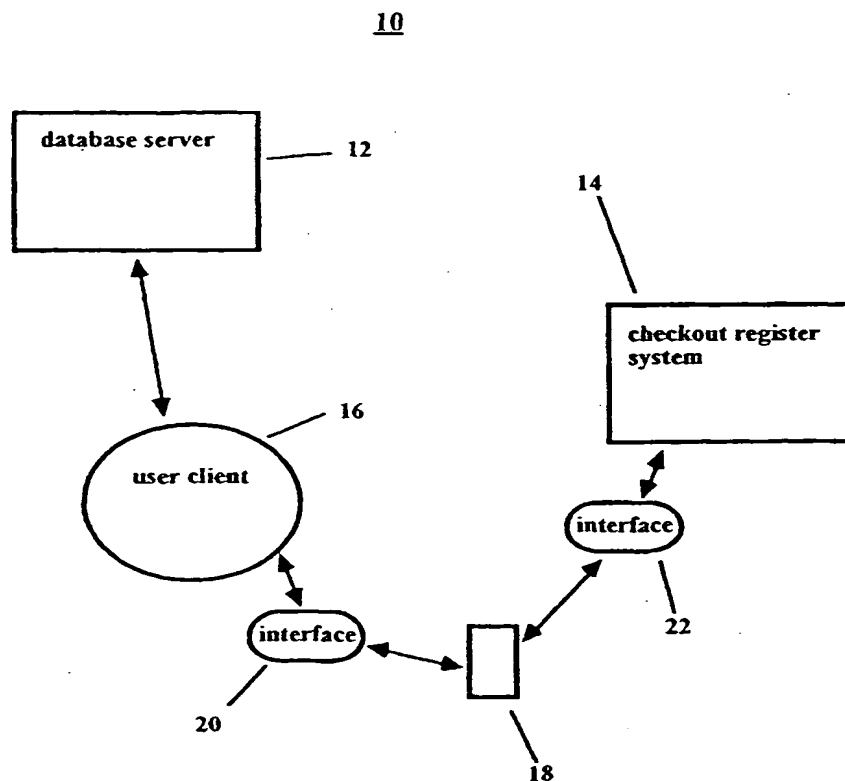 10
database server
12
14
checkout register
system
16
user client
interface
22
interface
20
18